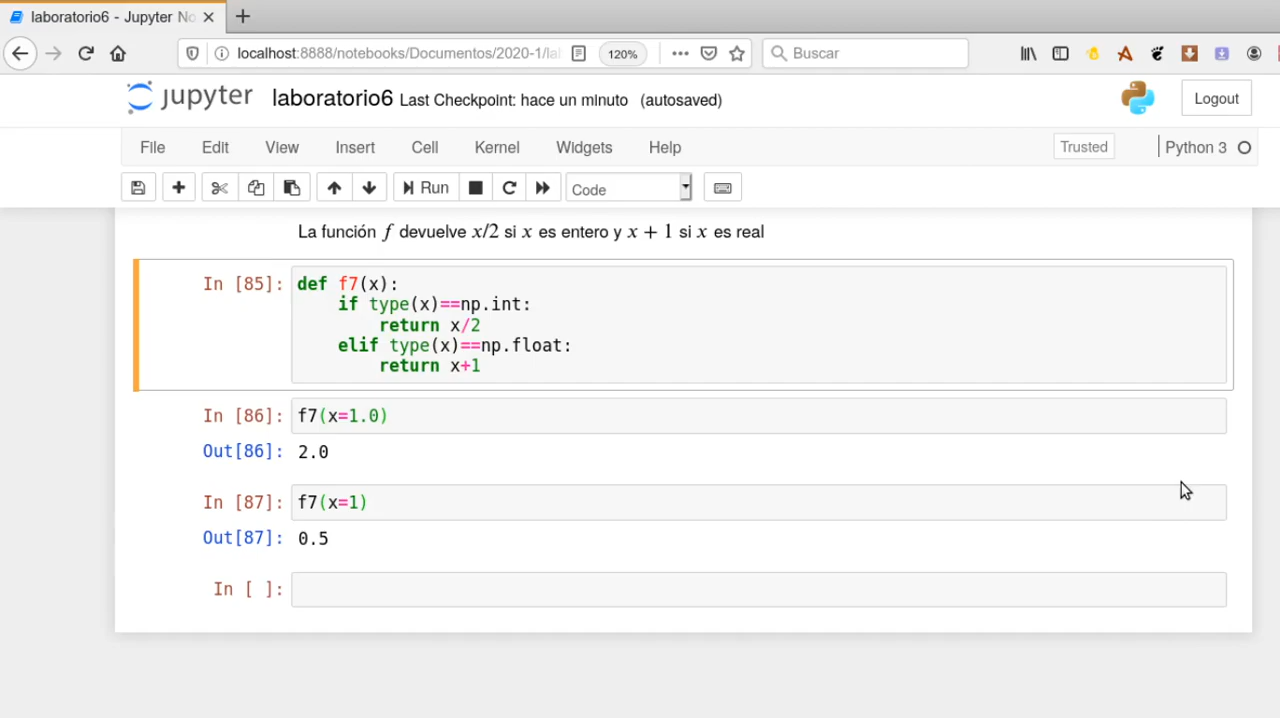 laboratorio6 - Jupyter No
localhost:8888/notebooks/Documentos/2020-1/la
120%
Buscar
jupyter laboratorio6 Last Checkpoint: hace un minuto (autosaved)
Logout
File Edit View Insert Cell Kernel Widgets Help
Trusted
Python 3
Run
Code
La función f devuelve x/2 si x es entero y x + 1 si x es real
In [85]: def f7(x):
if type(x)==np.int:
return x/2
elif type(x)==np.float:
return x+1
In [86]: f7(x=1.0)
Out[86]: 2.0
In [87]: f7(x=1)
Out[87]: 0.5
In [ ]: